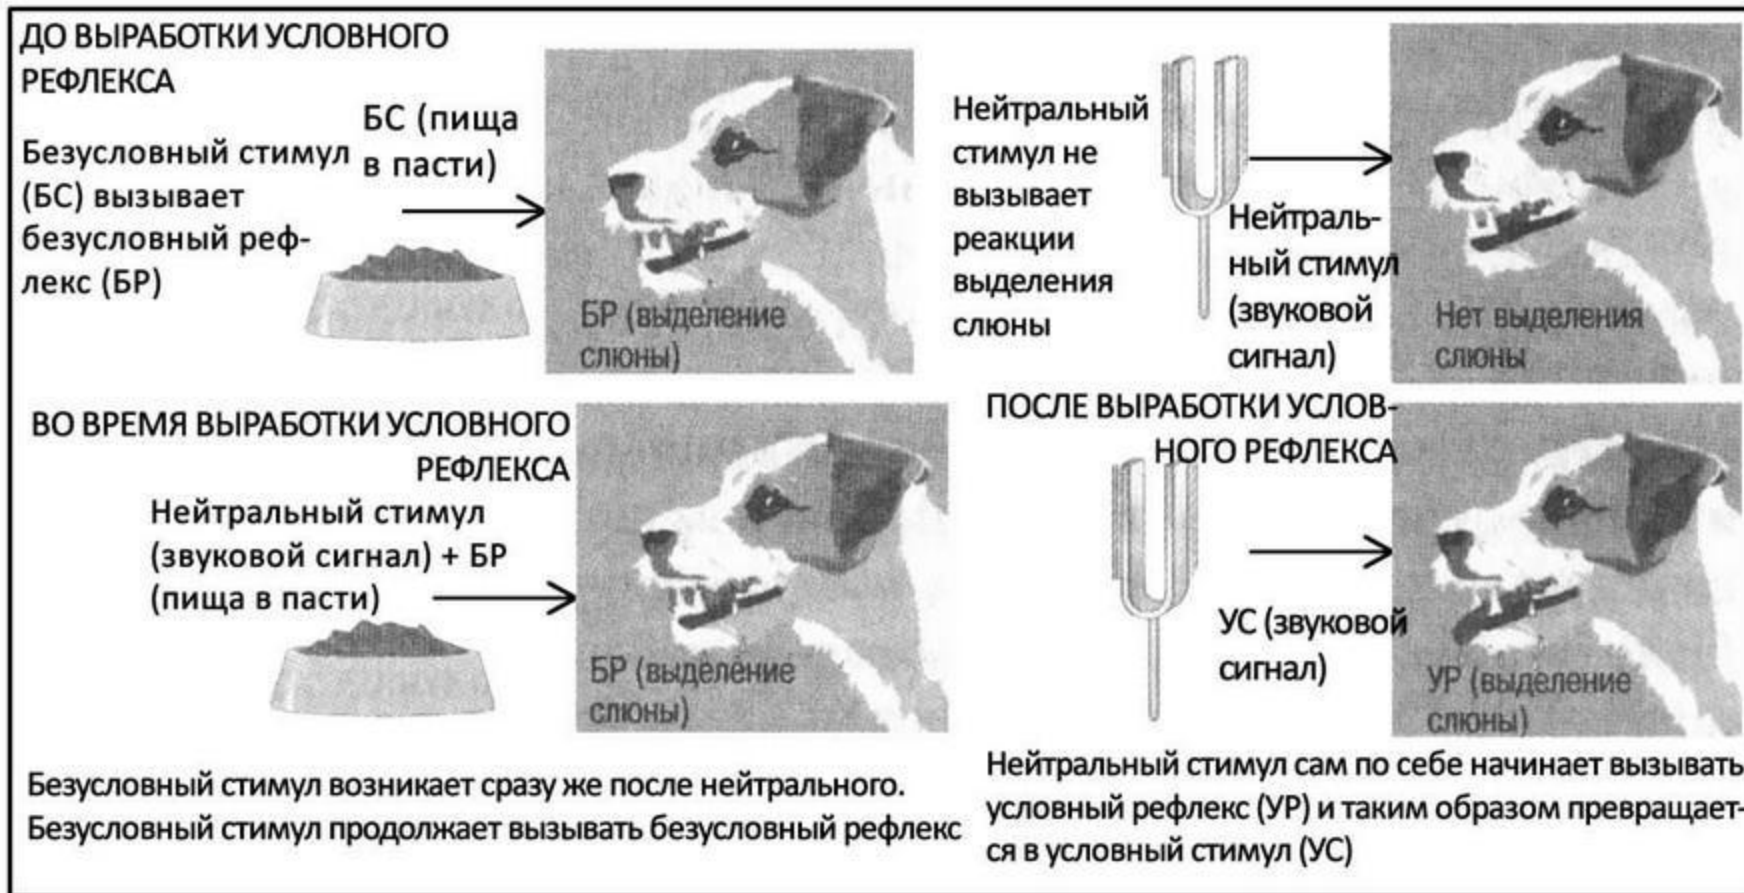 ДО ВЫРАБОТКИ УСЛОВНОГО
РЕФЛЕКСА
Безусловный стимул
(БС) вызывает
безусловный реф-
лекс (БР)
БС (пища
в пасти)
БР (выделение
слюны)
Нейтральный
стимул не
вызывает
реакции
выделения
слюны
Нейтраль-
ный стимул
(звуковой
сигнал)
Нет выделения
слюны
ВО ВРЕМЯ ВЫРАБОТКИ УСЛОВНОГО
РЕФЛЕКСА
Нейтральный стимул
(звуковой сигнал) + БР
(пища в пасти)
БР (выделение
слюны)
Безусловный стимул возникает сразу же после нейтрального.
Безусловный стимул продолжает вызывать безусловный рефлекс
ПОСЛЕ ВЫРАБОТКИ УСЛОВ-
НОГО РЕФЛЕКСА
УС (звуковой
сигнал)
УР (выделение
слюны)
Нейтральный стимул сам по себе начинает вызывать
условный рефлекс (УР) и таким образом превращает-
ся в условный стимул (УС)